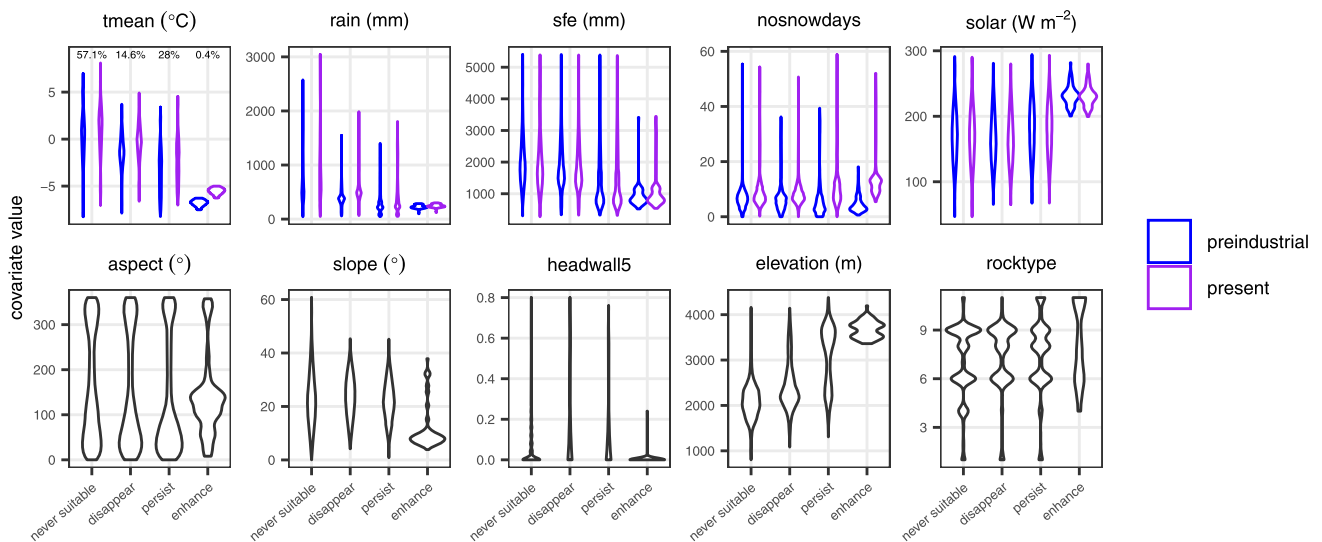 tmean (°C)
rain (mm)
sfe (mm)
nosnowdays
solar (W m⁻²)
57.1% 14.6% 28% 0.4%
5
0
−5
3000
2000
1000
0
5000
4000
3000
2000
1000
60
40
20
0
300
200
100
covariate value
aspect (°)
slope (°)
headwall5
elevation (m)
rocktype
300
200
100
0
60
40
20
0
0.8
0.6
0.4
0.2
0.0
4000
3000
2000
1000
9
6
3
never suitable
disappear
persist
enhance
never suitable
disappear
persist
enhance
never suitable
disappear
persist
enhance
never suitable
disappear
persist
enhance
never suitable
disappear
persist
enhance
preindustrial
present